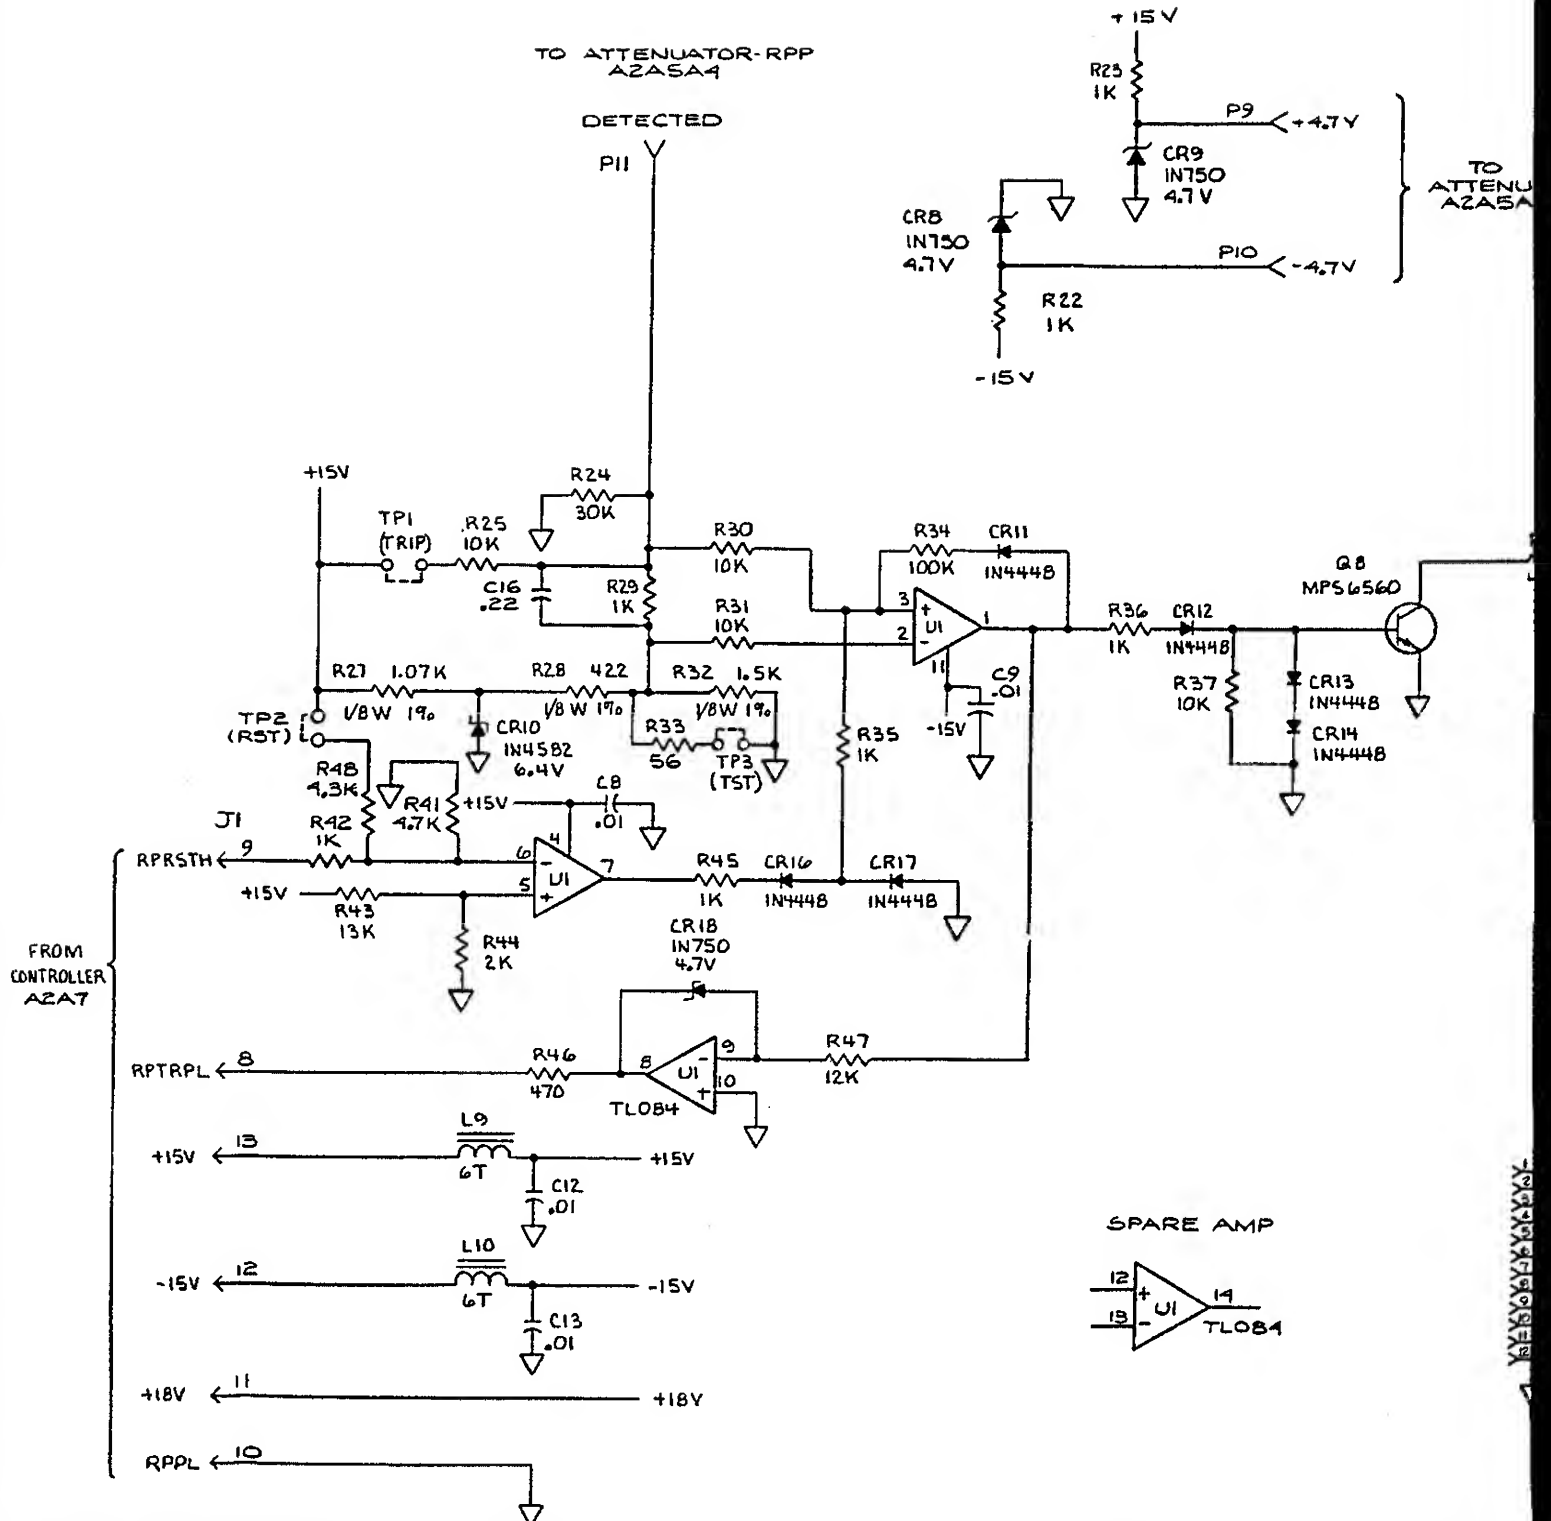 TO ATTENUATOR-RPP
A2A5A4
DETECTED
P11
+15V
R23
1K
P9
+4.7V
CR9
1N750
4.7V
CR8
1N750
4.7V
P10
-4.7V
R22
1K
-15V
TO
ATTENU
A2A5A
+15V
TP1
(TRIP)
R25
10K
R24
30K
C16
.22
R29
1K
R30
10K
R31
10K
R34
100K
CR11
1N4448
3
+
2
-
U1
1
11
-15V
C9
.01
R36
1K
CR12
1N4448
Q8
MPS6560
R37
10K
CR13
1N4448
CR14
1N4448
R27
1.07K
1/8W 1%
R28
422
1/8W 1%
R32
1.5K
1/8W 1%
CR10
1N4582
6.4V
R33
56
TP3
(TST)
TP2
(RST)
R48
4.3K
R41
4.7K
+15V
C8
.01
R35
1K
J1
RPRSTH
9
R42
1K
6
-
4
U1
7
5
+
+15V
R43
13K
R44
2K
R45
1K
CR16
1N4448
CR17
1N4448
CR18
1N750
4.7V
FROM
CONTROLLER
A2A7
RPTRPL
8
R46
470
8
U1
9
-
10
+
TL084
R47
12K
+15V
13
L9
6T
+15V
C12
.01
-15V
12
L10
6T
-15V
C13
.01
+18V
11
+18V
RPPL
10
SPARE AMP
12
+
13
-
U1
14
TL084